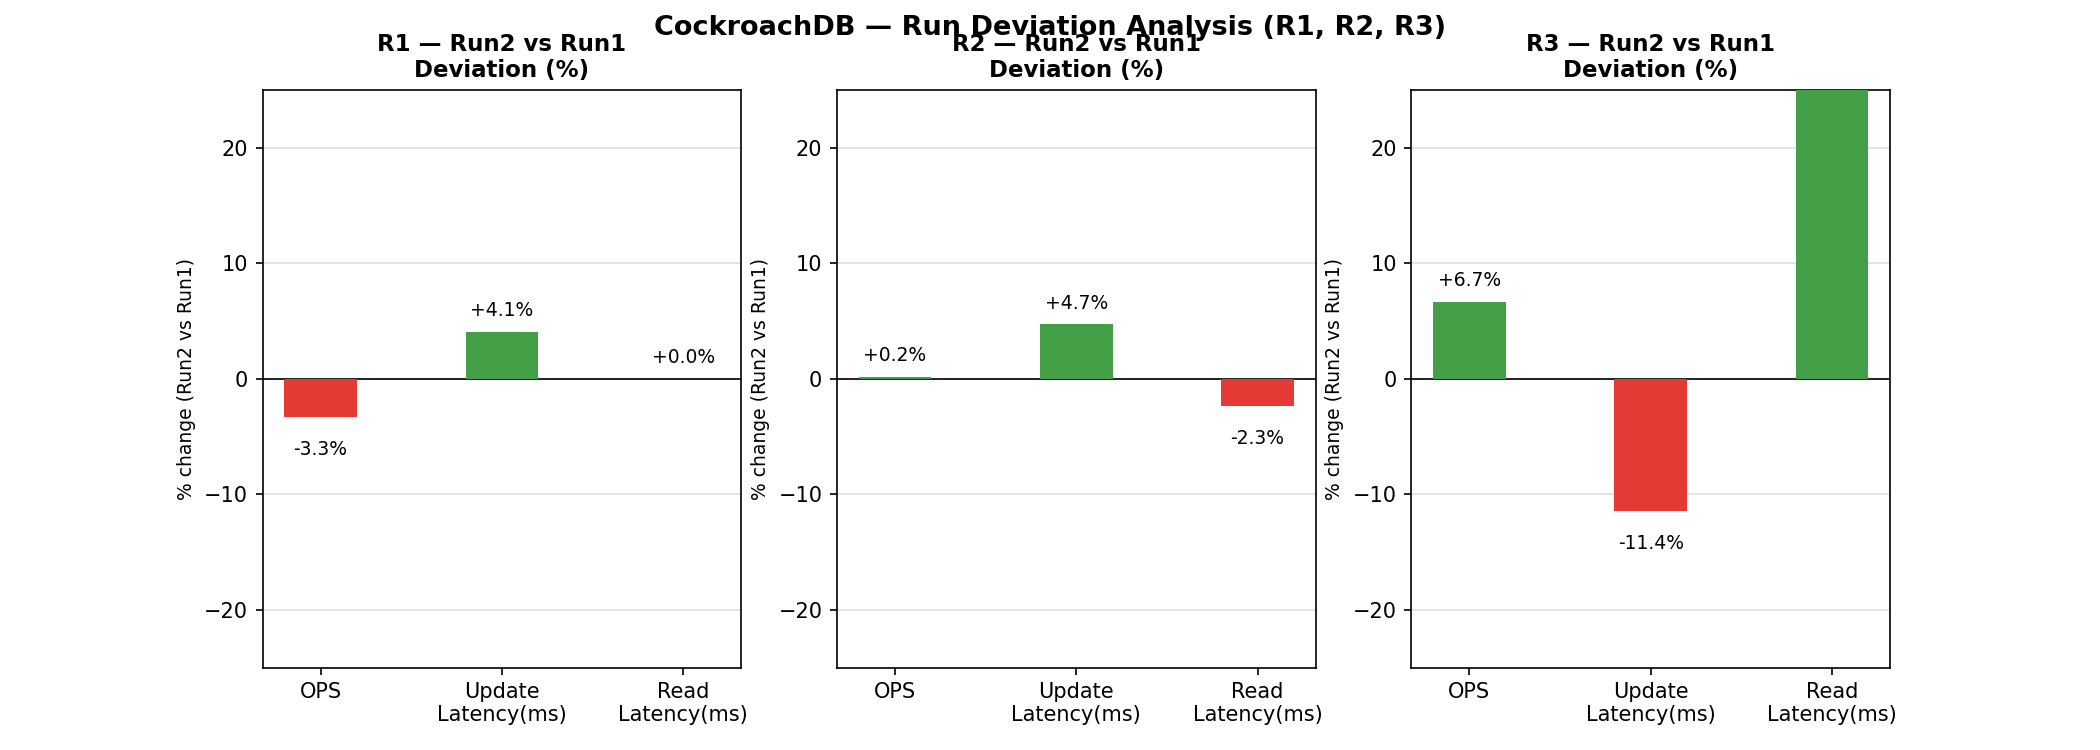 CockroachDB — Run Deviation Analysis (R1, R2, R3)
R1 — Run2 vs Run1
Deviation (%)
% change (Run2 vs Run1)
20
10
0
−10
−20
-3.3%
+4.1%
+0.0%
OPS
Update
Latency(ms)
Read
Latency(ms)
R2 — Run2 vs Run1
Deviation (%)
% change (Run2 vs Run1)
20
10
0
−10
−20
+0.2%
+4.7%
-2.3%
OPS
Update
Latency(ms)
Read
Latency(ms)
R3 — Run2 vs Run1
Deviation (%)
% change (Run2 vs Run1)
20
10
0
−10
−20
+6.7%
-11.4%
OPS
Update
Latency(ms)
Read
Latency(ms)